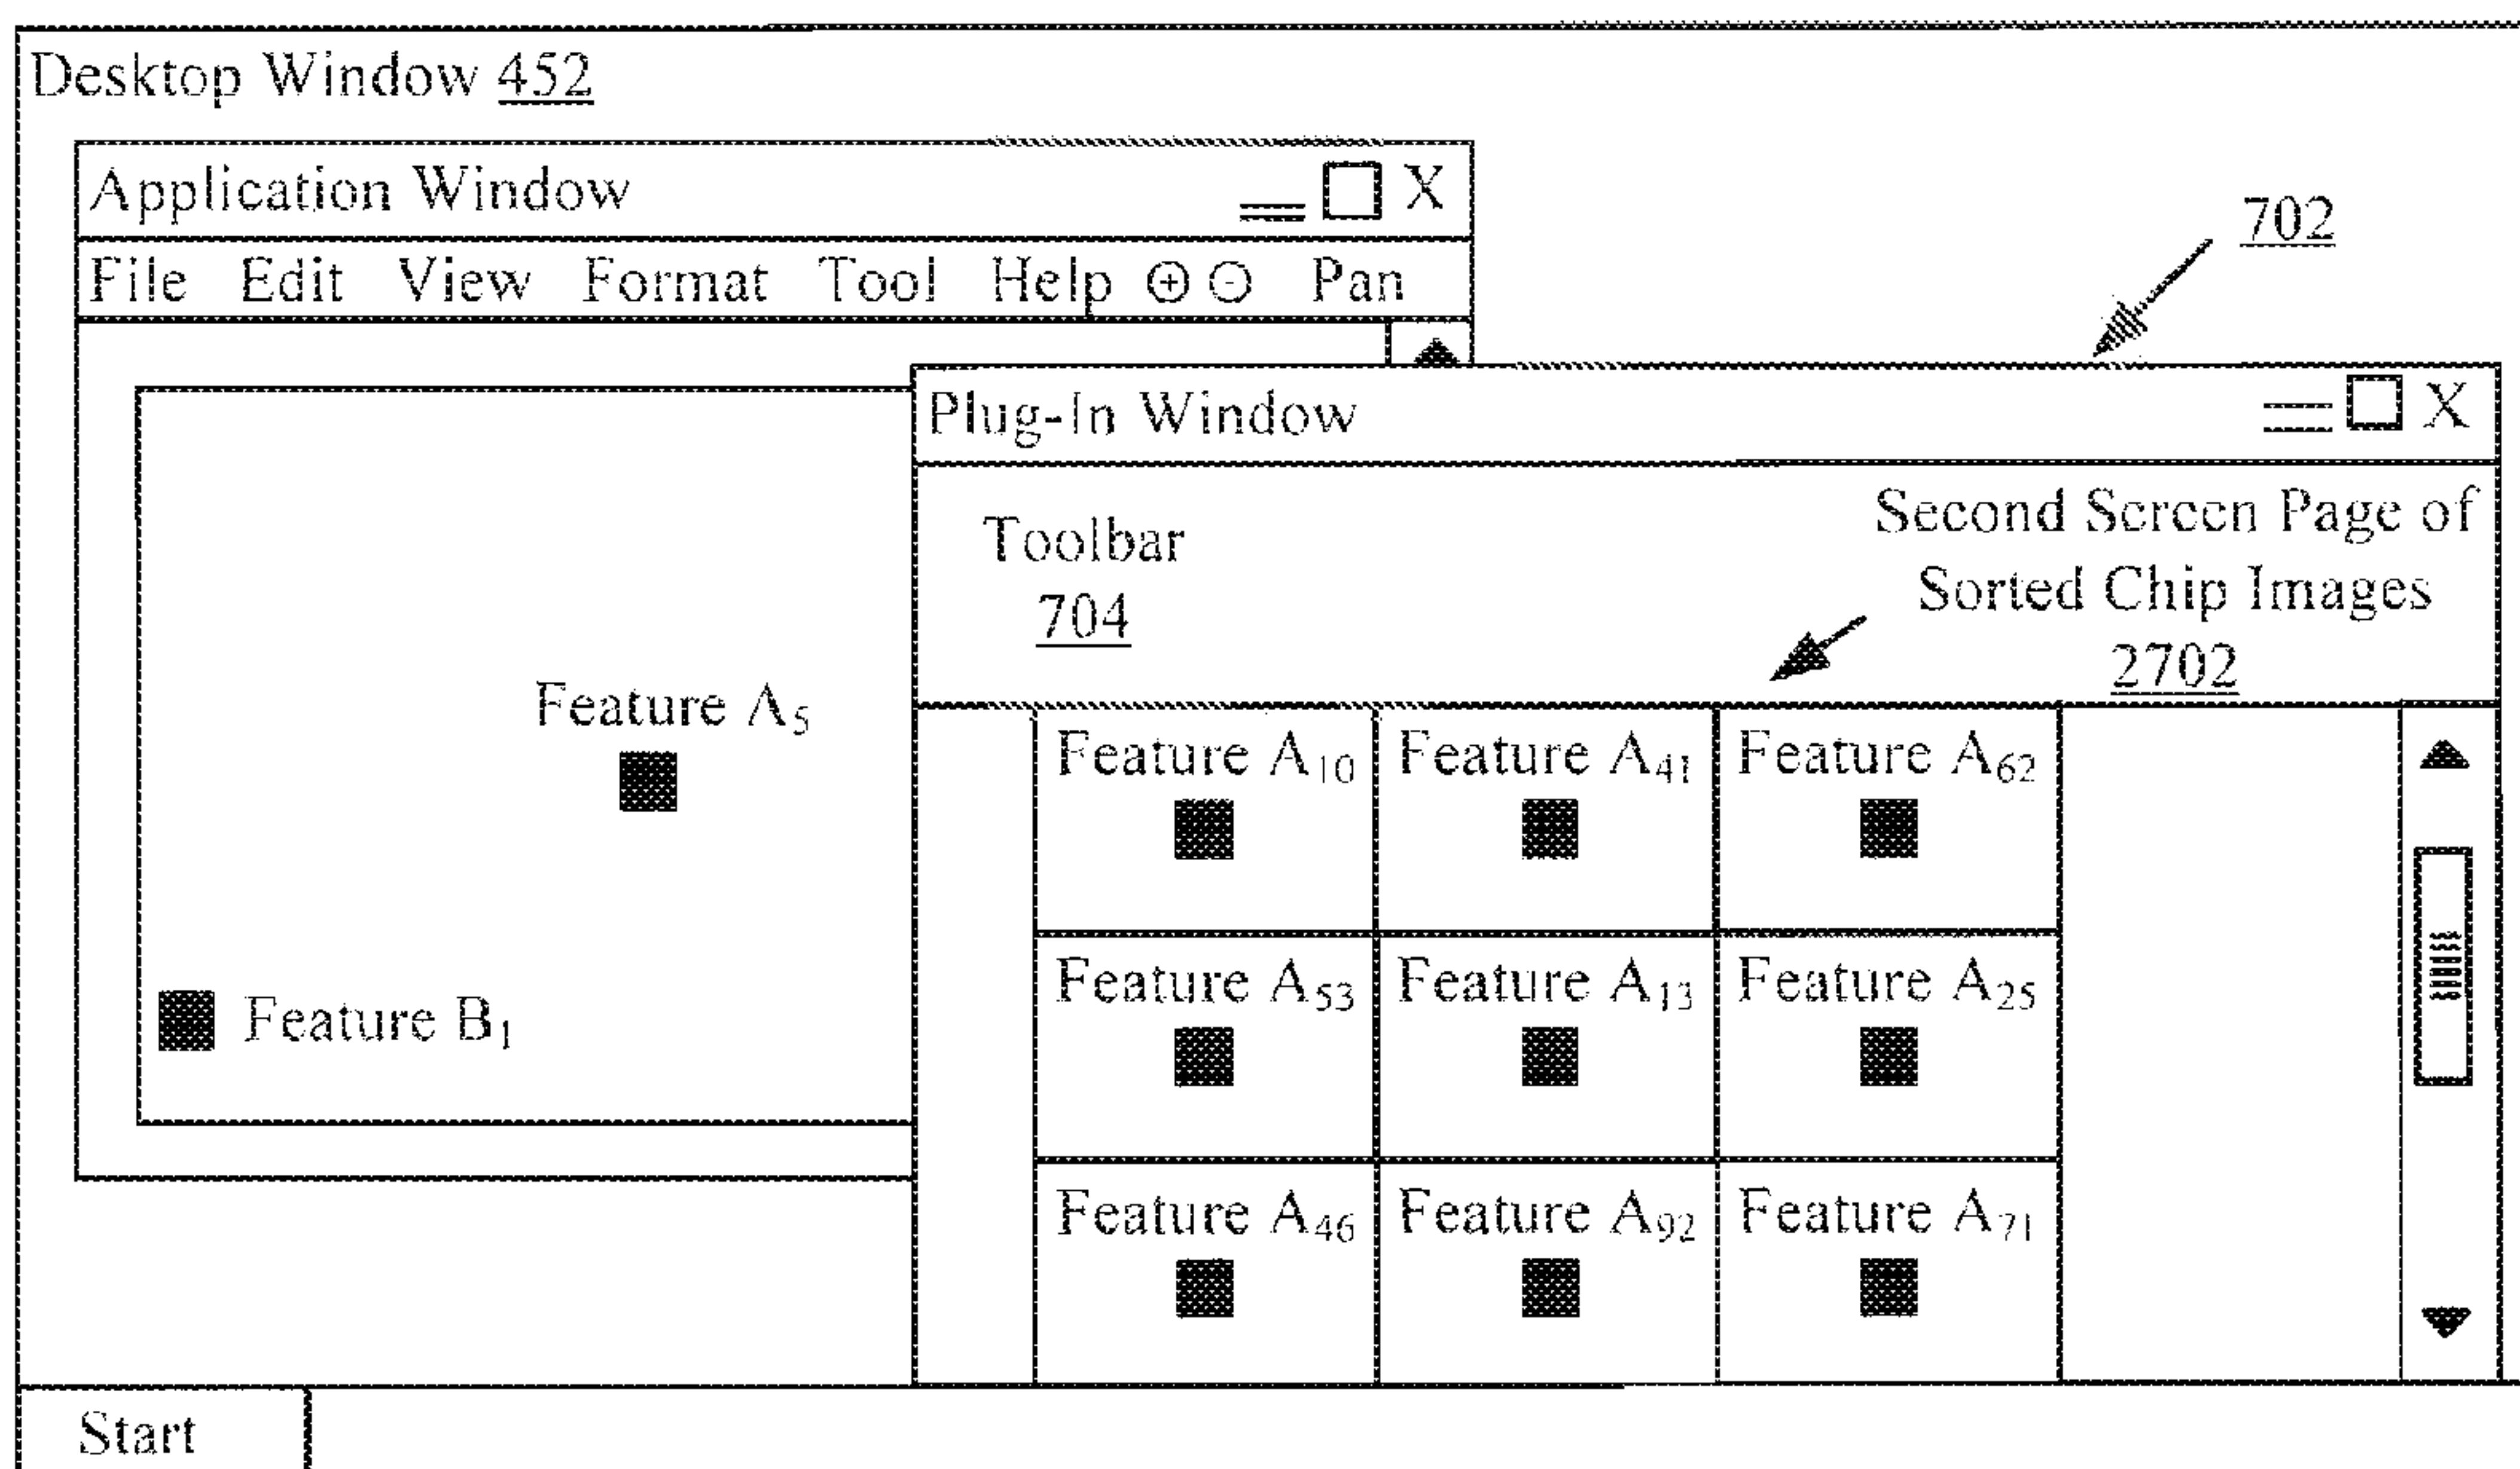 Desktop Window 452
Application Window X
File Edit View Format Tool Help + - Pan
702
Plug-In Window X
Toolbar
704
Second Screen Page of
Sorted Chip Images
2702
Feature A₅
Feature B₁
Feature A₁₀ Feature A₄₁ Feature A₆₂
Feature A₅₃ Feature A₁₃ Feature A₂₅
Feature A₄₆ Feature A₉₂ Feature A₇₁
Start